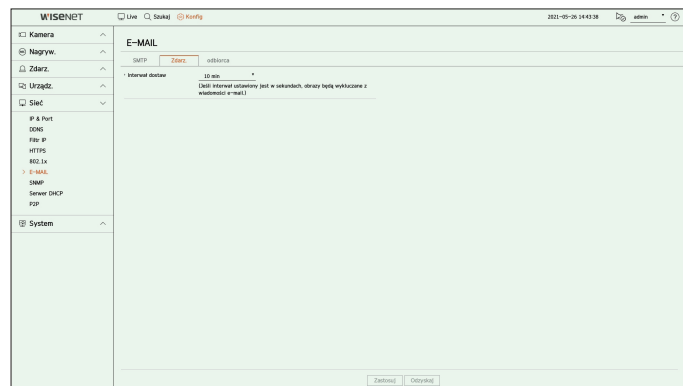 WISENET
Live Szukaj Konfig
2021-05-26 14:43:38 admin
Kamera
Nagryw.
Zdarz.
Urządz.
Sieć
IP & Port
DDNS
Filtr IP
HTTPS
802.1x
> E-MAIL
SNMP
Serwer DHCP
P2P
System
E-MAIL
SMTP Zdarz. odbiorca
Interwał dostaw 10 min
(Jeśli interwał ustawiony jest w sekundach, obrazy będą wykluczane z
wiadomości e-mail.)
Zastosuj Odzyskaj